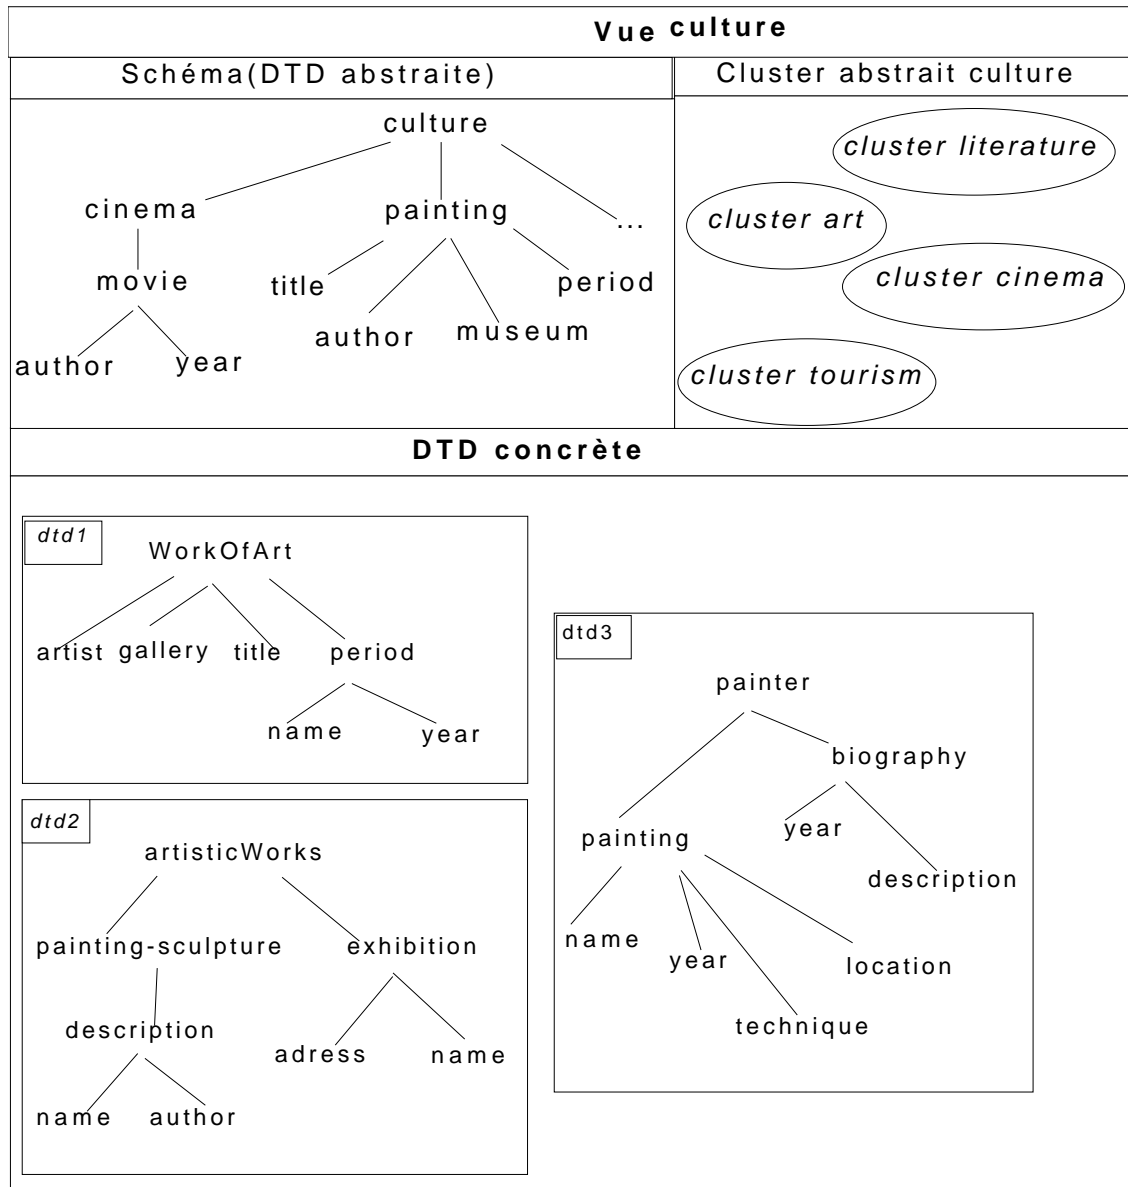 Vue culture
Schéma(DTD abstraite)
Cluster abstrait culture
culture
cinema
painting
...
movie
title
period
author
museum
author
year
cluster literature
cluster art
cluster cinema
cluster tourism
DTD concrète
dtd1
WorkOfArt
artist
gallery
title
period
name
year
dtd2
artisticWorks
painting-sculpture
exhibition
description
adress
name
name
author
dtd3
painter
biography
painting
year
description
name
year
location
technique